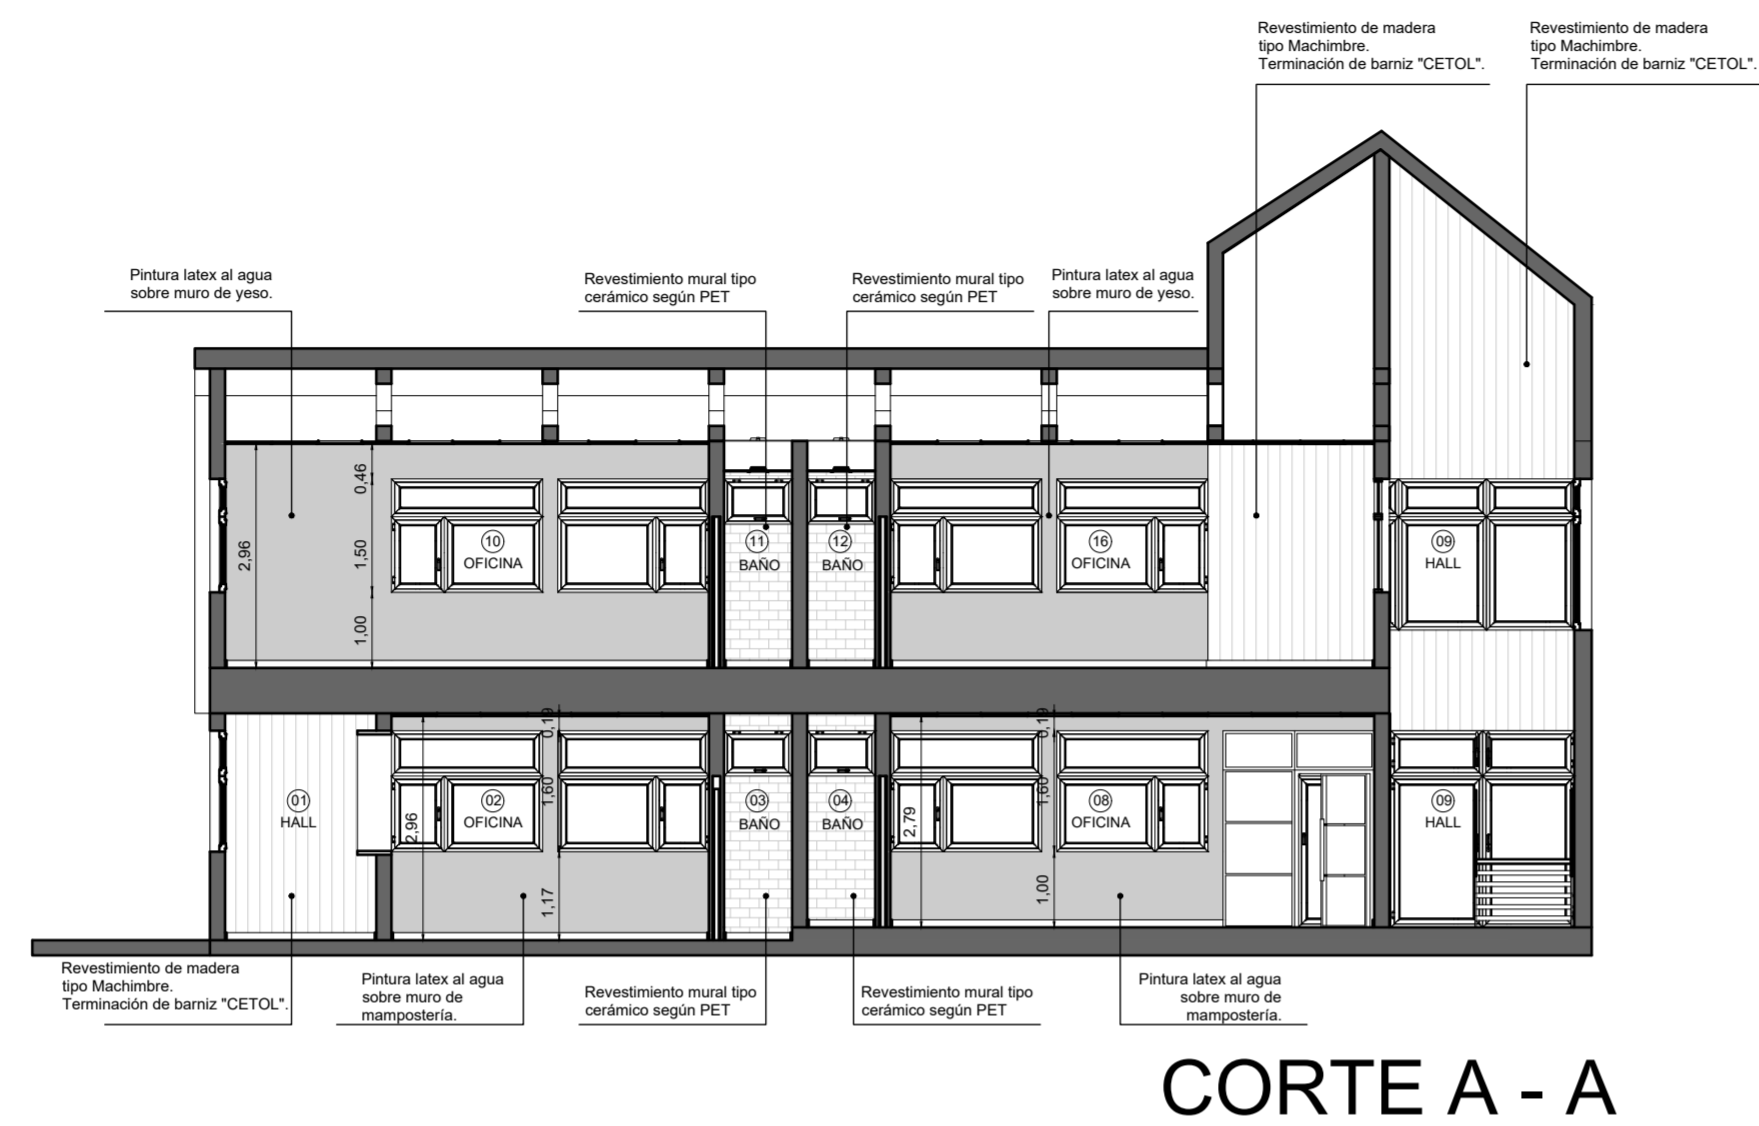 Revestimiento de madera
tipo Machimbre.
Terminación de barniz "CETOL".
Revestimiento de madera
tipo Machimbre.
Terminación de barniz "CETOL".
Pintura latex al agua
sobre muro de yeso.
Revestimiento mural tipo
cerámico según PET
Revestimiento mural tipo
cerámico según PET
Pintura latex al agua
sobre muro de yeso.
2,96
0,46
1,50
1,00
10
OFICINA
11
BAÑO
12
BAÑO
16
OFICINA
09
HALL
01
HALL
2,96
02
OFICINA
0,19
1,60
1,17
03
BAÑO
04
BAÑO
2,79
0,19
1,60
1,00
08
OFICINA
09
HALL
Revestimiento de madera
tipo Machimbre.
Terminación de barniz "CETOL".
Pintura latex al agua
sobre muro de
mampostería.
Revestimiento mural tipo
cerámico según PET
Revestimiento mural tipo
cerámico según PET
Pintura latex al agua
sobre muro de
mampostería.
CORTE A - A